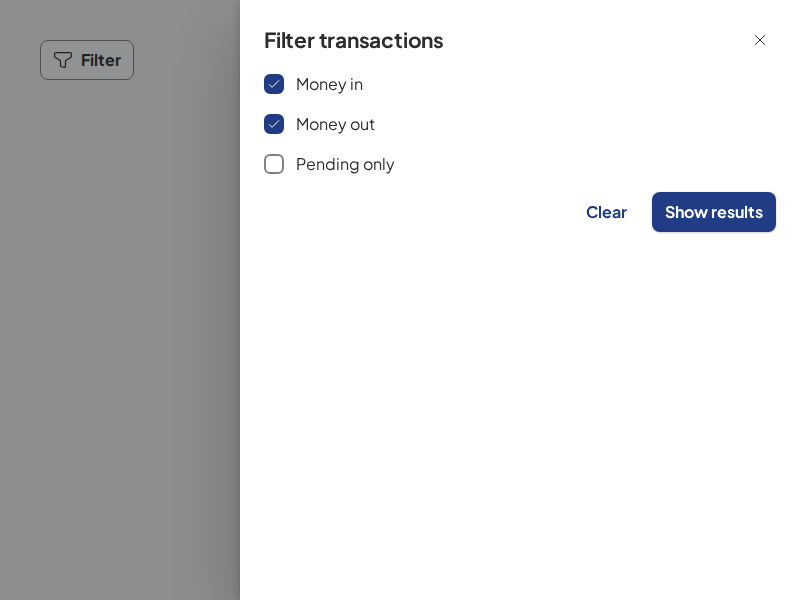 Filter
Filter transactions
Money in
Money out
Pending only
Clear
Show results